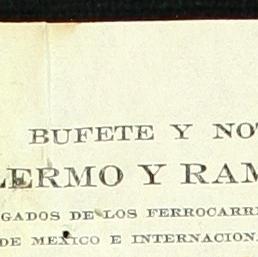 BUFETE Y NOT
LERMO Y RAM
GADOS DE LOS FERROCARRI
DE MEXICO E INTERNACION